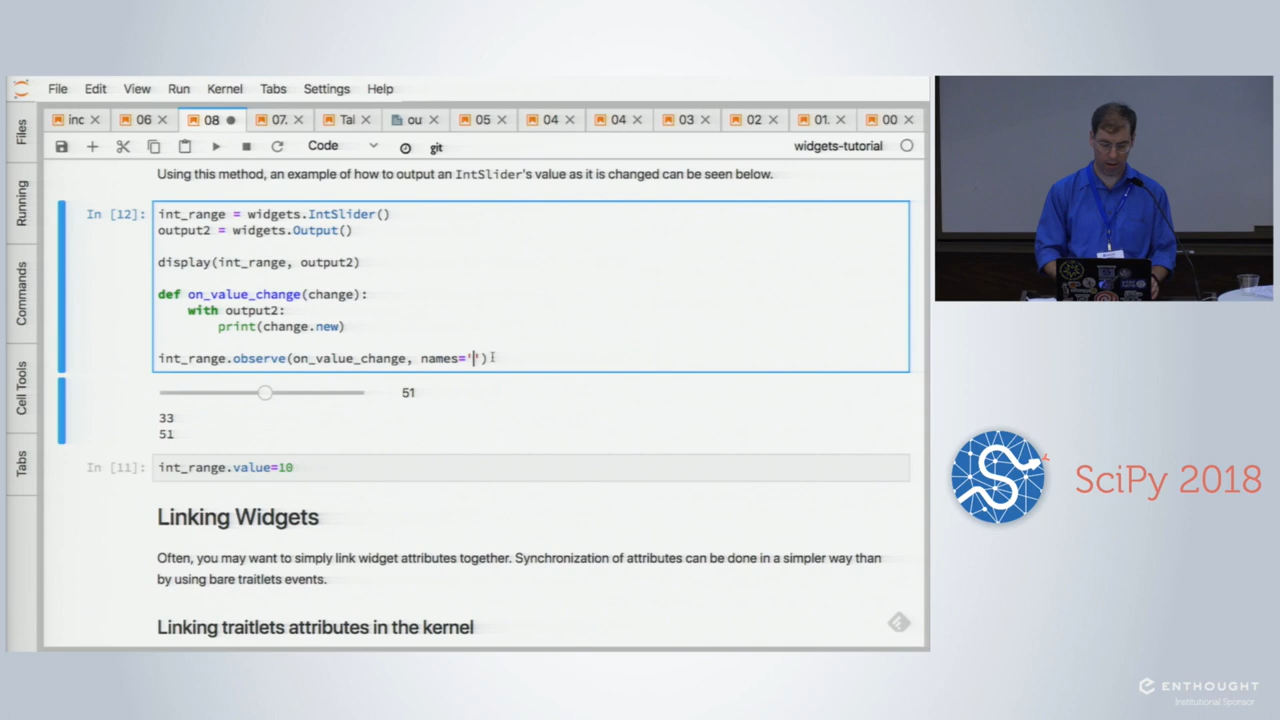 File Edit View Run Kernel Tabs Settings Help
inc 06 08 07. Tal ou 05 04 04 03 02 01. 00
Code git widgets-tutorial
Files
Running
Commands
Cell Tools
Tabs
Using this method, an example of how to output an IntSlider's value as it is changed can be seen below.
In [12]: int_range = widgets.IntSlider()
output2 = widgets.Output()
display(int_range, output2)
def on_value_change(change):
with output2:
print(change.new)
int_range.observe(on_value_change, names='')
51
33
51
In [11]: int_range.value=10
Linking Widgets
Often, you may want to simply link widget attributes together. Synchronization of attributes can be done in a simpler way than
by using bare traitlets events.
Linking traitlets attributes in the kernel
SciPy 2018
ENTHOUGHT
Institutional Sponsor